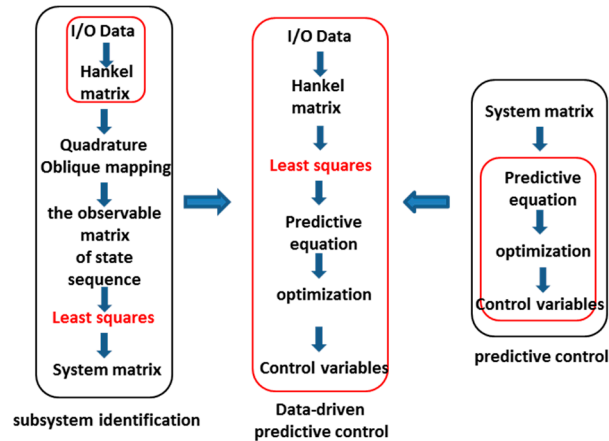 I/O Data
Hankel
matrix
Quadrature
Oblique mapping
the observable
matrix
of state
sequence
Least squares
System matrix
subsystem identification
I/O Data
Hankel
matrix
Least squares
Predictive
equation
optimization
Control variables
Data-driven
predictive control
System matrix
Predictive
equation
optimization
Control variables
predictive control